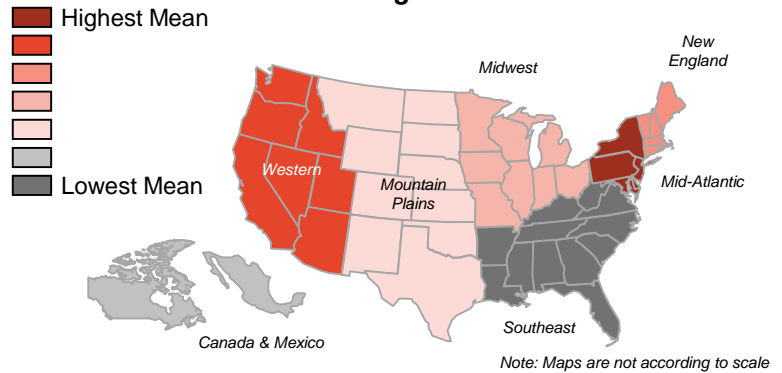 Highest Mean
Lowest Mean
Midwest
New
England
Western
Mountain
Plains
Mid-Atlantic
Southeast
Canada & Mexico
Note: Maps are not according to scale